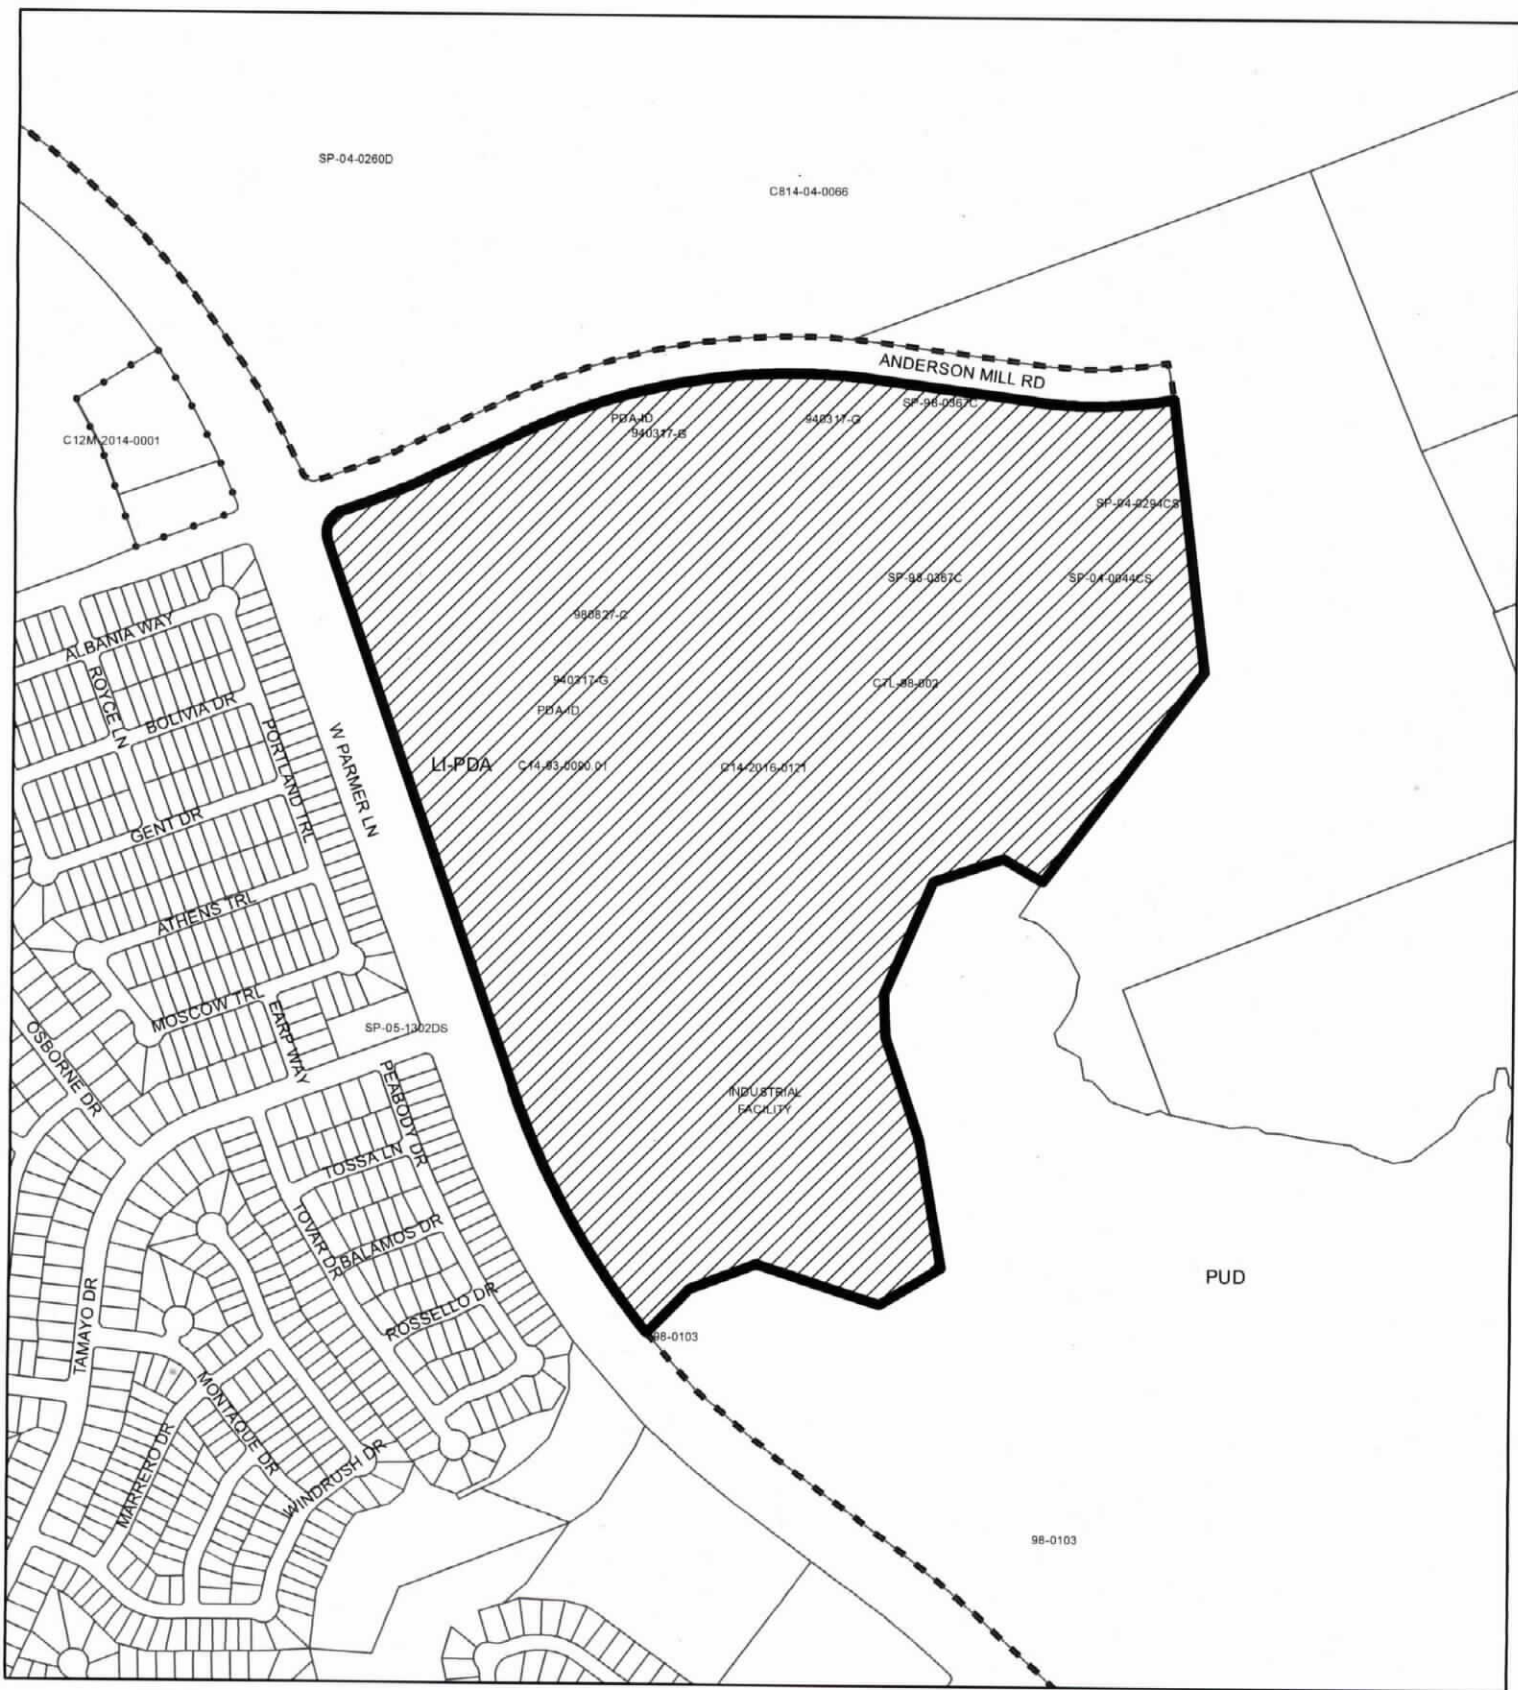 SP-04-0260D
C814-04-0066
ANDERSON MILL RD
SP-98-0367C
PDA-ID
940317-G
940317-G
C12M-2014-0001
SP-04-0294CS
SP-93-0367C
SP-04-0044CS
980827-C
ALBANIA WAY
ROYCE LN
940317-G
C7L-98-002
BOLIVIA DR
PDA-ID
PORTLAND TRL
W PARMER LN
LI-PDA
C14-93-0090.01
C14-2016-0121
GENT DR
ATHENS TRL
MOSCOW TRL
EARP WAY
SP-05-1302DS
OSBORNE DR
PEABODY DR
INDUSTRIAL
FACILITY
TOSSA LN
TOVAR DR
BALAMOS DR
PUD
TAMAYO DR
ROSSELLO DR
98-0103
MONTAQUE DR
MARRERO DR
WINDRUSH DR
98-0103